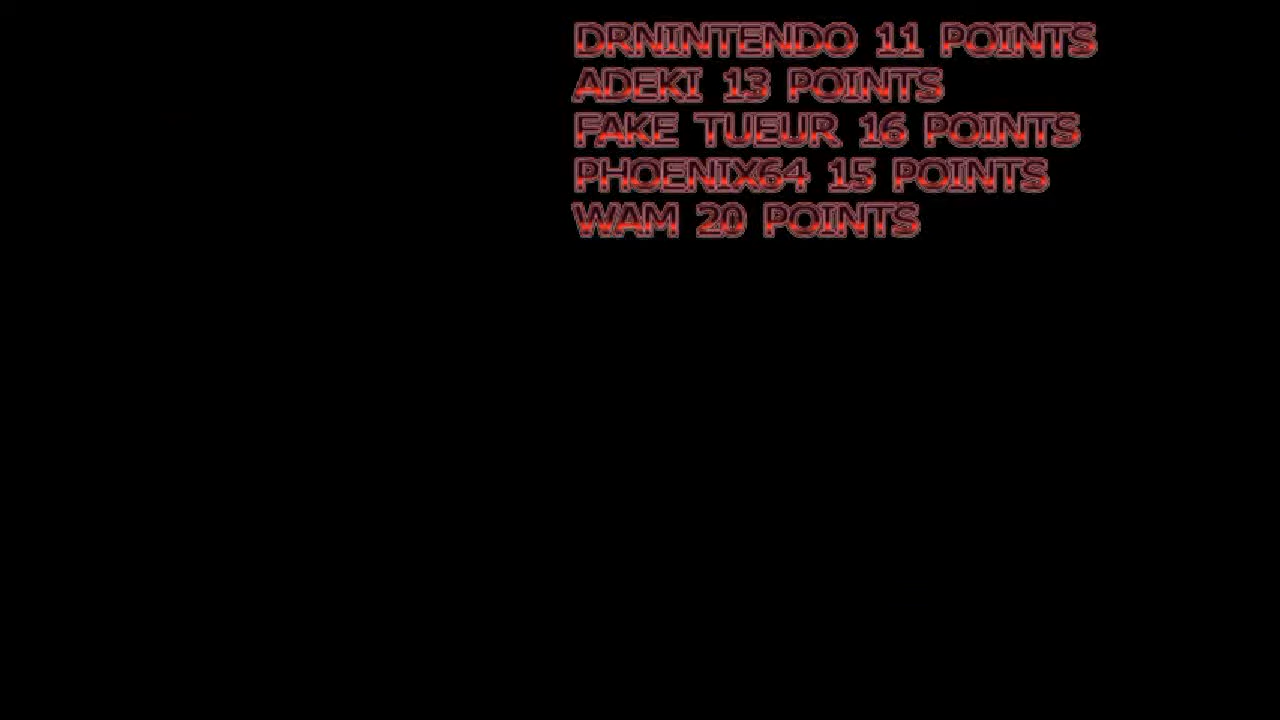 DRNINTENDO 11 POINTS
ADEKI 13 POINTS
FAKE TUEUR 16 POINTS
PHOENIX64 15 POINTS
WAM 20 POINTS